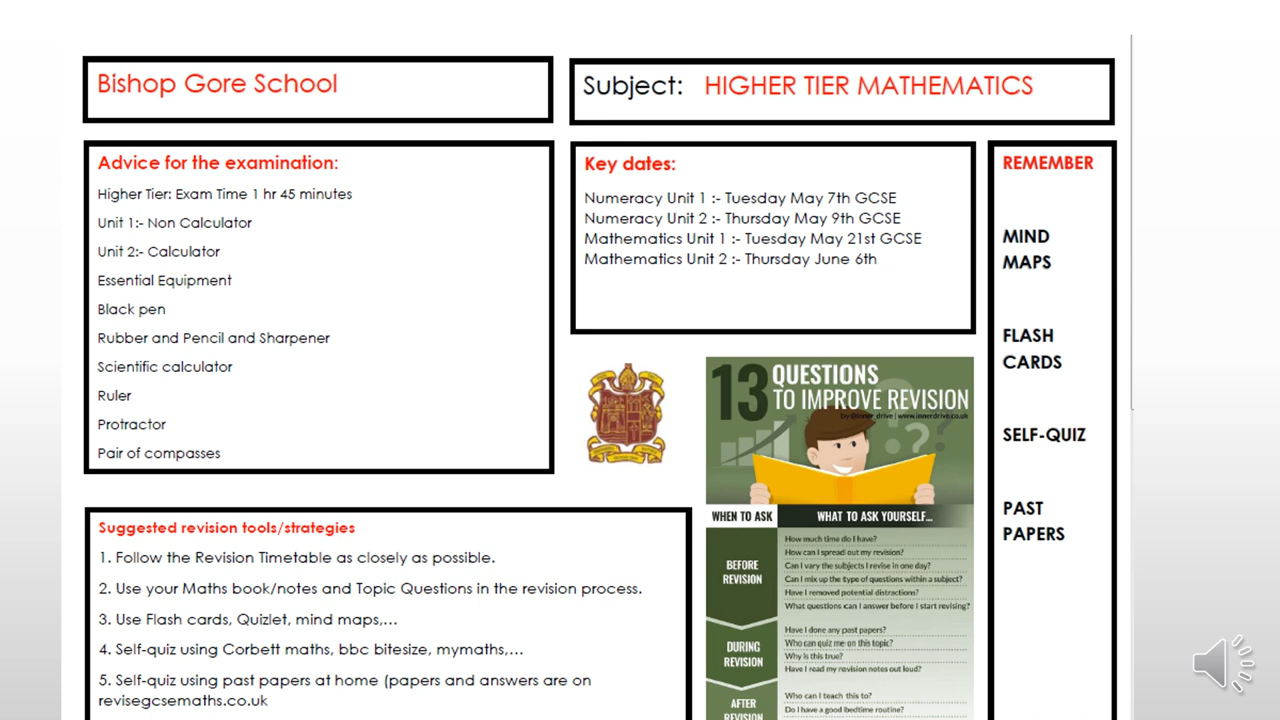 Bishop Gore School
Subject: HIGHER TIER MATHEMATICS
Advice for the examination:
Higher Tier: Exam Time 1 hr 45 minutes
Unit 1:- Non Calculator
Unit 2:- Calculator
Essential Equipment
Black pen
Rubber and Pencil and Sharpener
Scientific calculator
Ruler
Protractor
Pair of compasses
Key dates:
Numeracy Unit 1 :- Tuesday May 7th GCSE
Numeracy Unit 2 :- Thursday May 9th GCSE
Mathematics Unit 1 :- Tuesday May 21st GCSE
Mathematics Unit 2 :- Thursday June 6th
REMEMBER
MIND
MAPS
FLASH
CARDS
SELF-QUIZ
PAST
PAPERS
Suggested revision tools/strategies
1. Follow the Revision Timetable as closely as possible.
2. Use your Maths book/notes and Topic Questions in the revision process.
3. Use Flash cards, Quizlet, mind maps,...
4. Self-quiz using Corbett maths, bbc bitesize, mymaths,...
5. Self-quiz using past papers at home (papers and answers are on
revisegcsemaths.co.uk
13 QUESTIONS
TO IMPROVE REVISION
by @inner_drive | www.innerdrive.co.uk
WHEN TO ASK
WHAT TO ASK YOURSELF...
BEFORE
REVISION
How much time do I have?
How can I spread out my revision?
Can I vary the subjects I revise in one day?
Can I mix up the type of questions within a subject?
Have I removed potential distractions?
What questions can I answer before I start revising?
DURING
REVISION
Have I done any past papers?
Who can quiz me on this topic?
Why is this true?
Have I read my revision notes out loud?
AFTER
REVISION
Who can I teach this to?
Do I have a good bedtime routine?